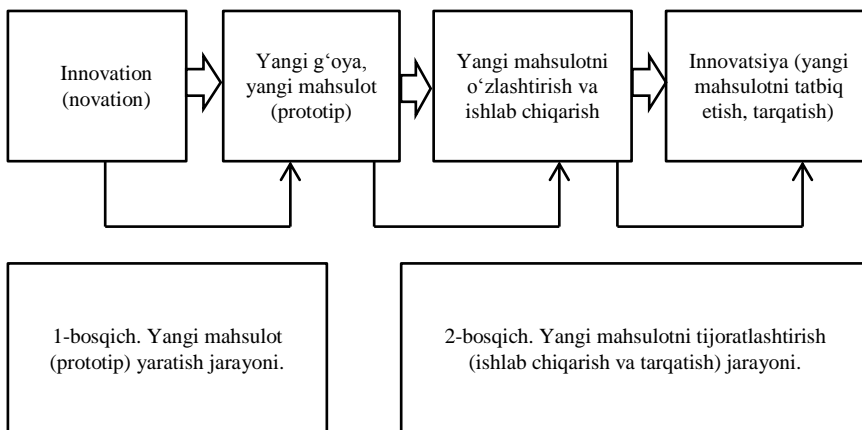 Innovation
(novation)
Yangi g‘oya,
yangi mahsulot
(prototip)
Yangi mahsulotni
o‘zlashtirish va
ishlab chiqarish
Innovatsiya (yangi
mahsulotni tatbiq
etish, tarqatish)
1-bosqich. Yangi mahsulot
(prototip) yaratish jarayoni.
2-bosqich. Yangi mahsulotni tijoratlashtirish
(ishlab chiqarish va tarqatish) jarayoni.